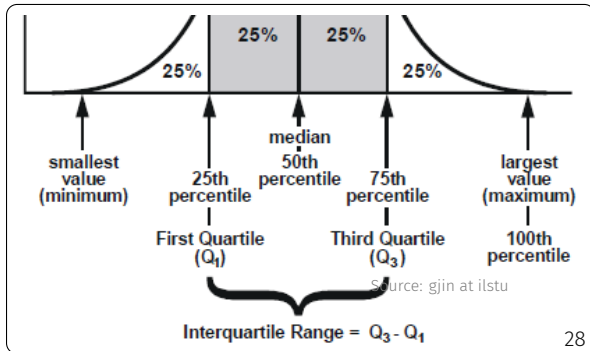 25%
25%
25%
25%
smallest
value
(minimum)
25th
percentile
First Quartile
(Q1)
median
50th
percentile
75th
percentile
Third Quartile
(Q3)
largest
value
(maximum)
100th
percentile
Source: gjin at ilstu
Interquartile Range = Q3 - Q1
28